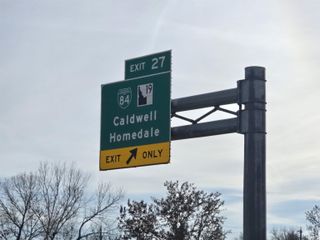 EXIT 27
84 19
Caldwell
Homedale
EXIT ONLY